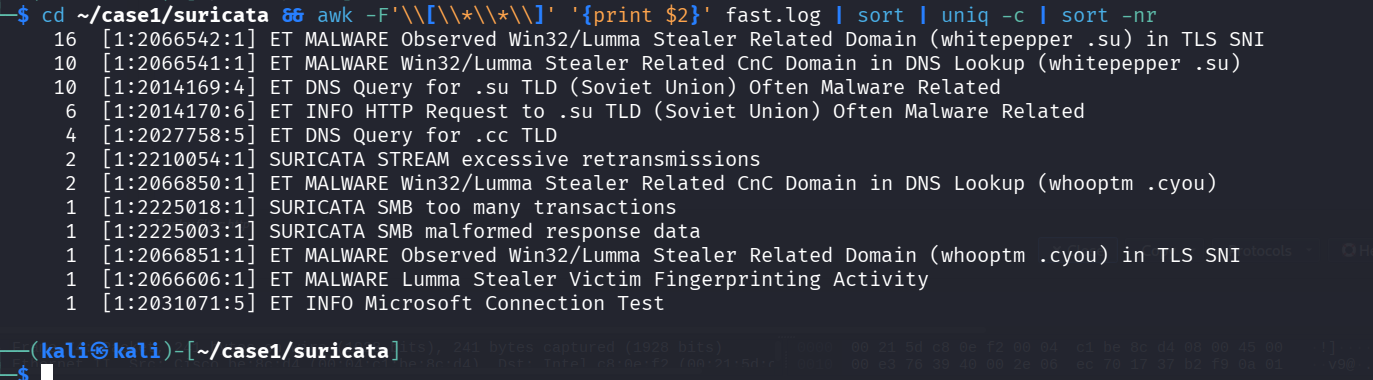 ─$ cd ~/case1/suricata && awk -F'\\[\\*\\*\\]' '{print $2}' fast.log | sort | uniq -c | sort -nr
16 [1:2066542:1] ET MALWARE Observed Win32/Lumma Stealer Related Domain (whitepepper .su) in TLS SNI
10 [1:2066541:1] ET MALWARE Win32/Lumma Stealer Related CnC Domain in DNS Lookup (whitepepper .su)
10 [1:2014169:4] ET DNS Query for .su TLD (Soviet Union) Often Malware Related
6 [1:2014170:6] ET INFO HTTP Request to .su TLD (Soviet Union) Often Malware Related
4 [1:2027758:5] ET DNS Query for .cc TLD
2 [1:2210054:1] SURICATA STREAM excessive retransmissions
2 [1:2066850:1] ET MALWARE Win32/Lumma Stealer Related CnC Domain in DNS Lookup (whooptm .cyou)
1 [1:2225018:1] SURICATA SMB too many transactions
1 [1:2225003:1] SURICATA SMB malformed response data
1 [1:2066851:1] ET MALWARE Observed Win32/Lumma Stealer Related Domain (whooptm .cyou) in TLS SNI
1 [1:2066606:1] ET MALWARE Lumma Stealer Victim Fingerprinting Activity
1 [1:2031071:5] ET INFO Microsoft Connection Test
──(kali㉿kali)-[~/case1/suricata]
─$